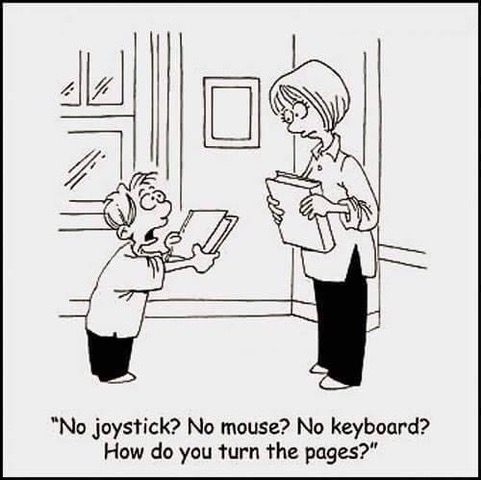 "No joystick? No mouse? No keyboard?
How do you turn the pages?"